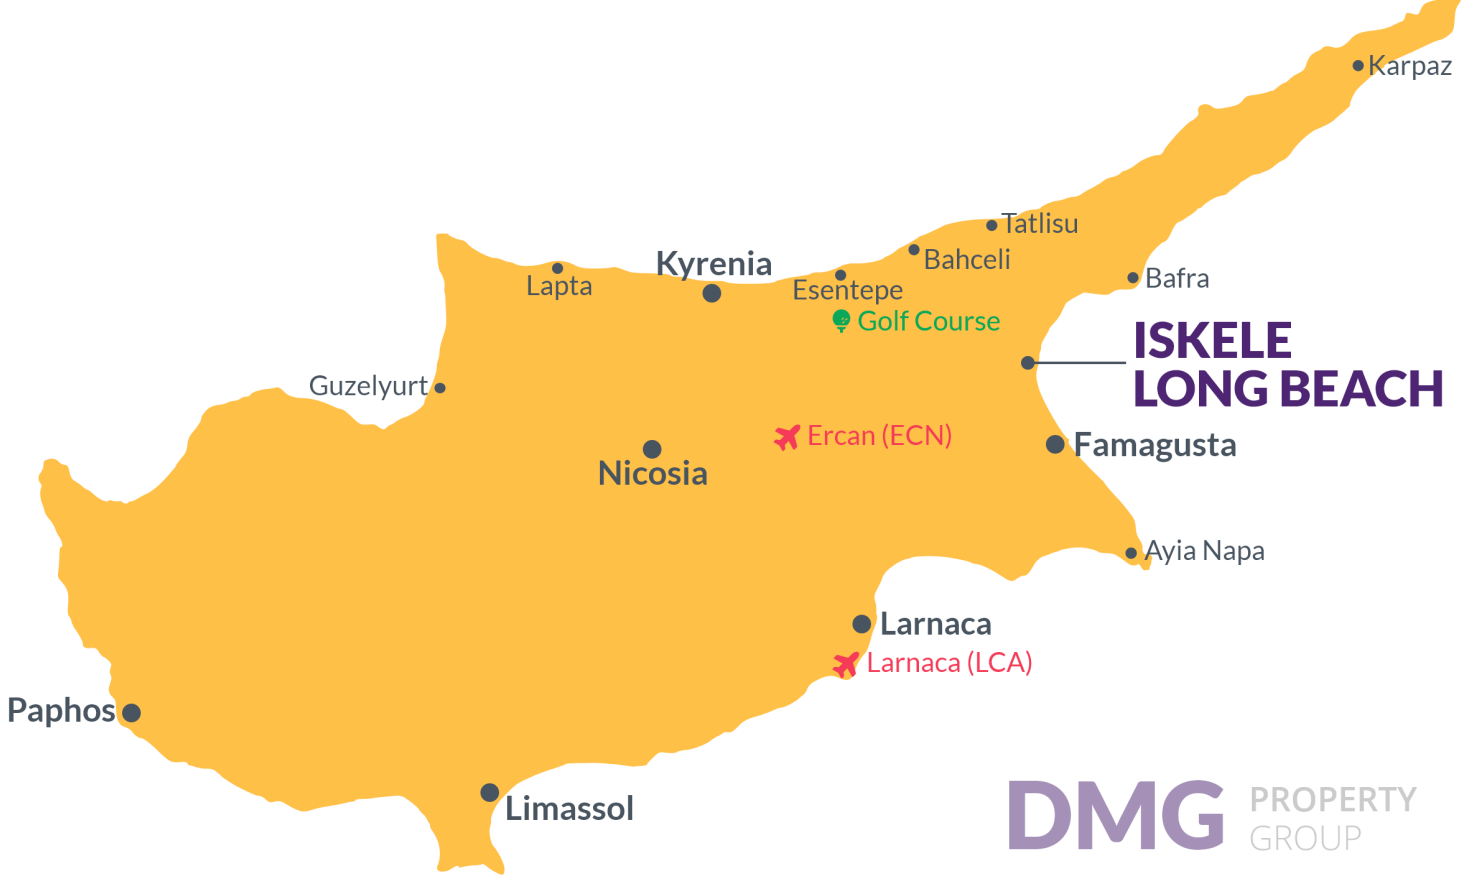 Karpaz
Tatlisu
Bahceli
Kyrenia
Lapta
Esentepe
Bafra
Golf Course
ISKELE
LONG BEACH
Guzelyurt
Ercan (ECN)
Famagusta
Nicosia
Ayia Napa
Larnaca
Larnaca (LCA)
Paphos
Limassol
DMG
PROPERTY
GROUP